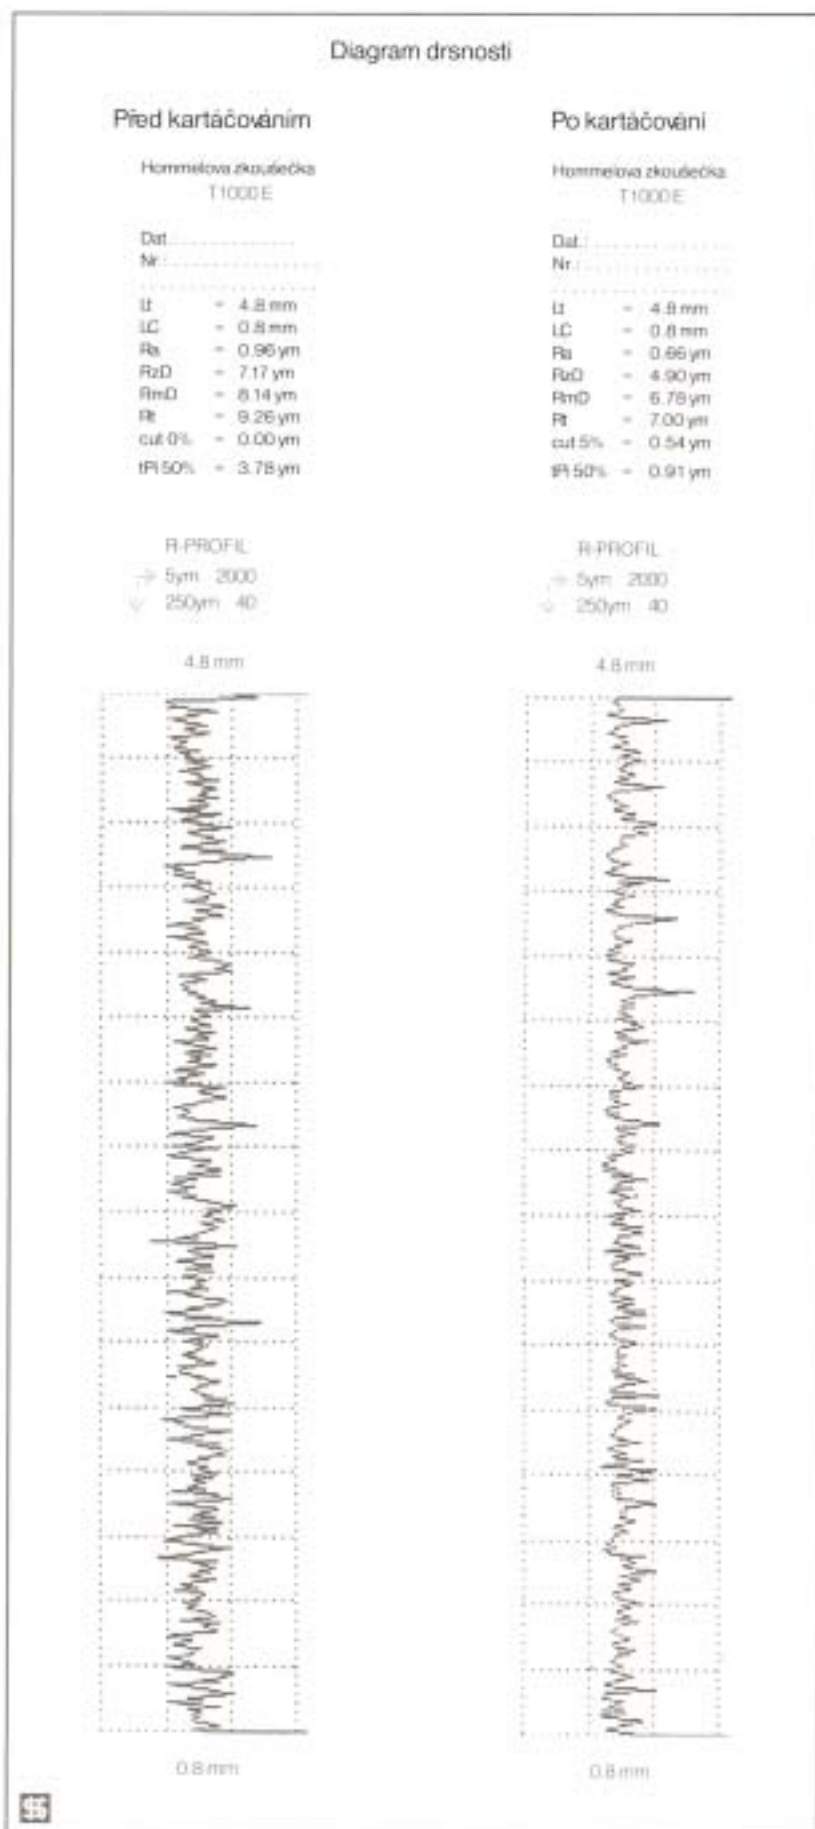 Diagram drsnosti
Před kartáčováním
Hommelova zkoušečka
T1000 E
Dat.:
Nr.:
Lt = 4.8 mm
LC = 0.8 mm
Ra = 0.96 ym
RzD = 7.17 ym
RmD = 8.14 ym
Rt = 9.26 ym
cut 0% = 0.00 ym
tPi 50% = 3.78 ym
R-PROFIL
5ym 2000
250ym 40
4.8 mm
0.8 mm
Po kartáčování
Hommelova zkoušečka
T1000 E
Dat.:
Nr.:
Lt = 4.8 mm
LC = 0.8 mm
Ra = 0.66 ym
RzD = 4.90 ym
RmD = 6.78 ym
Rt = 7.00 ym
cut 5% = 0.54 ym
tPi 50% = 0.91 ym
R-PROFIL
5ym 2000
250ym 40
4.8 mm
0.8 mm